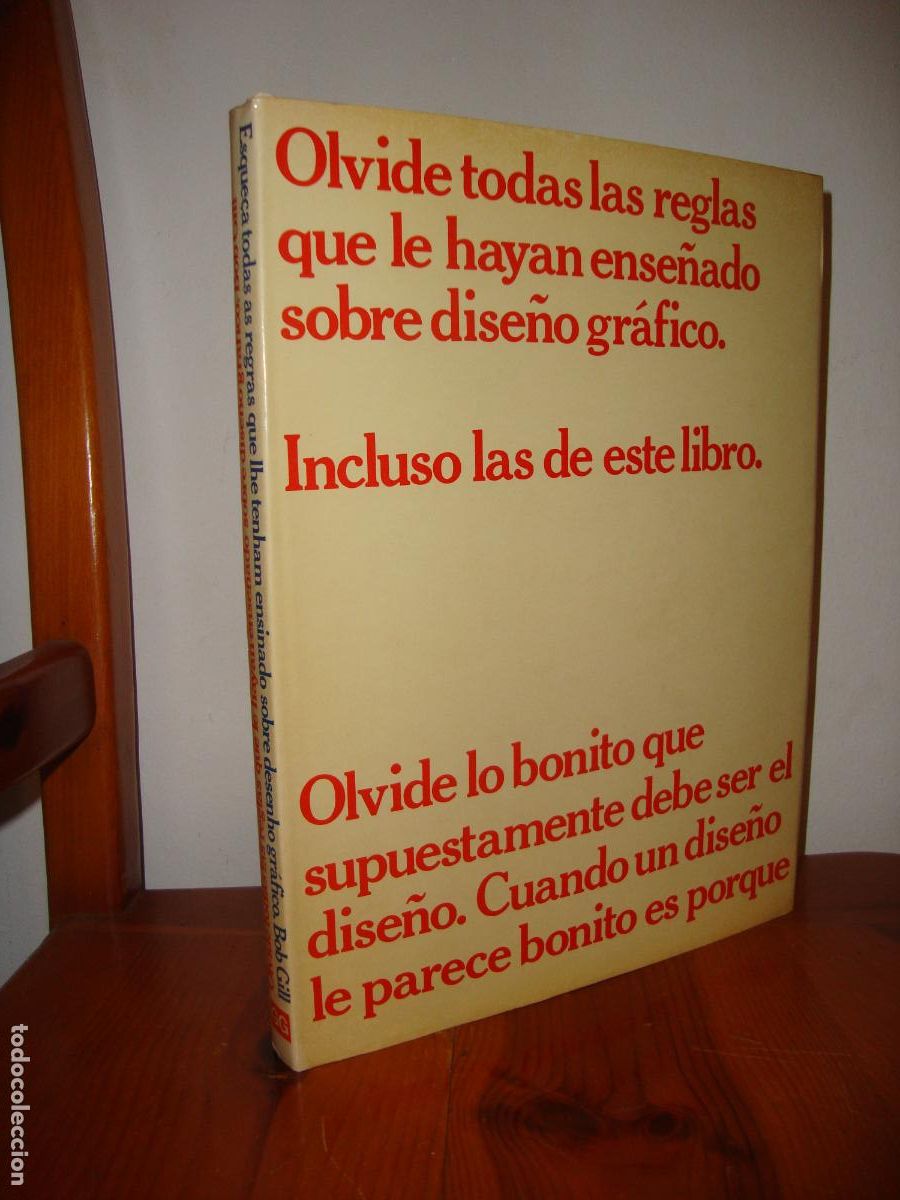 Olvide todas las reglas
que le hayan enseñado
sobre diseño gráfico.
Incluso las de este libro.
Olvide lo bonito que
supuestamente debe ser el
diseño. Cuando un diseño
le parece bonito es porque
Esqueca todas as regras que lhe tenham ensinado sobre desenho gráfico. Bob Gill
GG
todocoleccion